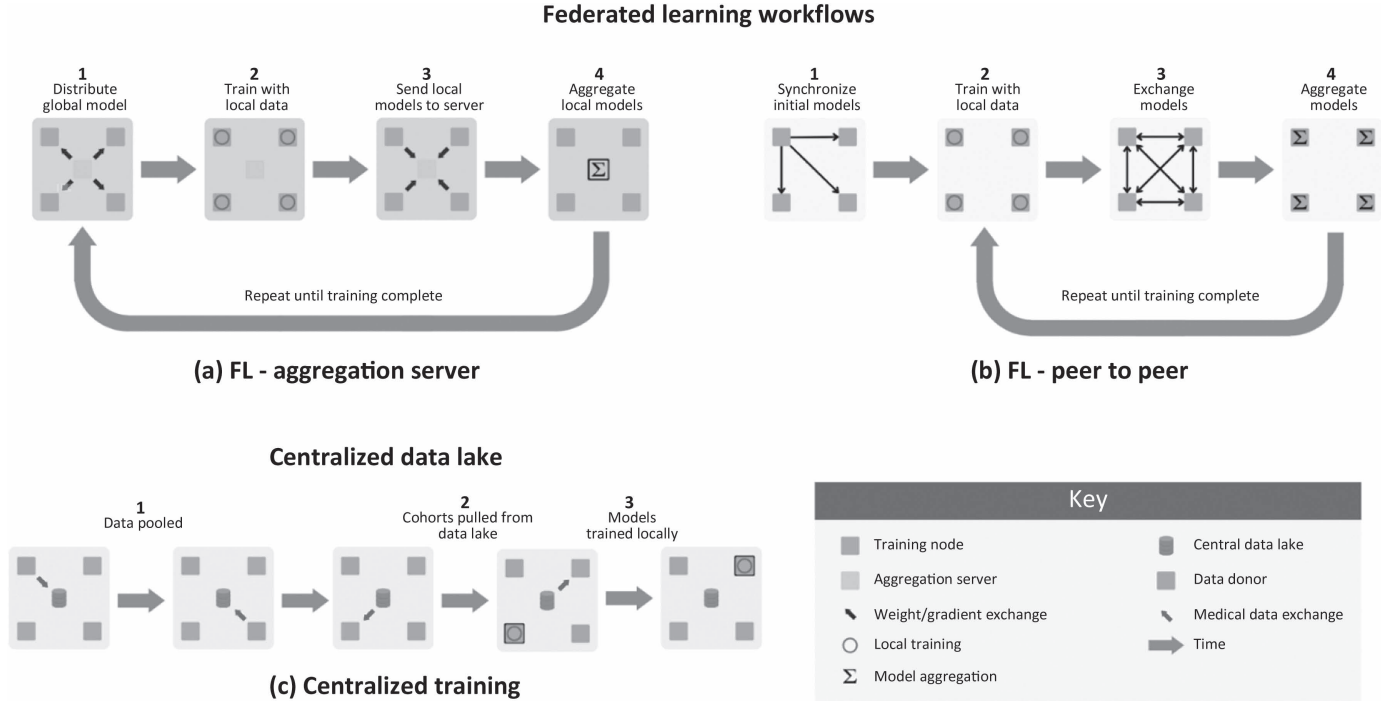 Federated learning workflows
1
Distribute
global model
2
Train with
local data
3
Send local
models to server
4
Aggregate
local models
Σ
Repeat until training complete
(a) FL - aggregation server
1
Synchronize
initial models
2
Train with
local data
3
Exchange
models
4
Aggregate
models
Σ Σ
Σ Σ
Repeat until training complete
(b) FL - peer to peer
Centralized data lake
1
Data pooled
2
Cohorts pulled from
data lake
3
Models
trained locally
(c) Centralized training
Key
Training node
Aggregation server
Weight/gradient exchange
Local training
Σ Model aggregation
Central data lake
Data donor
Medical data exchange
Time